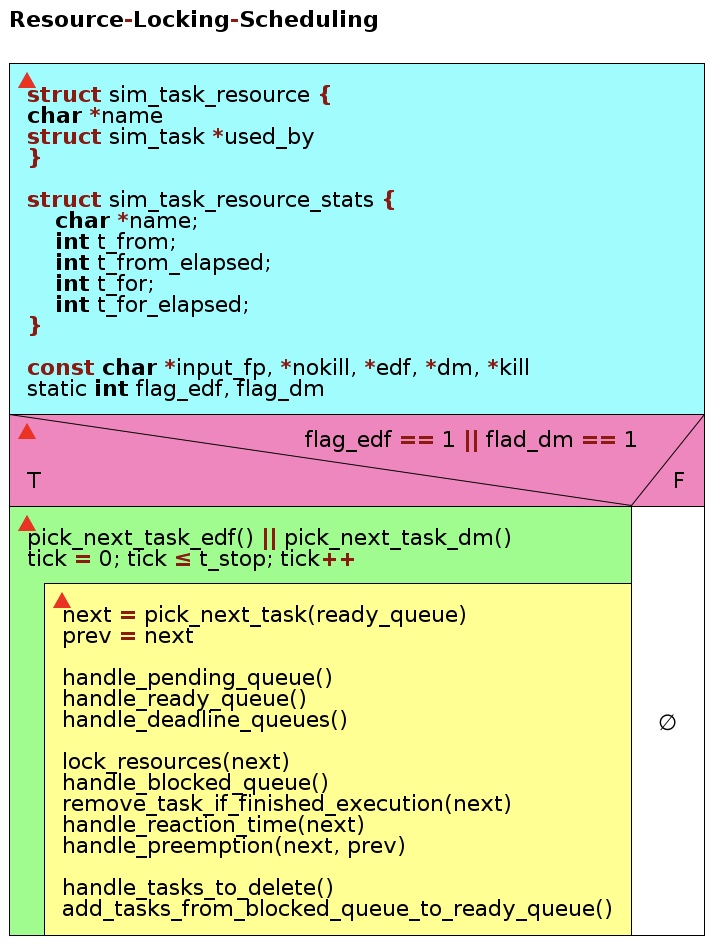 Resource-Locking-Scheduling
struct sim_task_resource {
char *name
struct sim_task *used_by
}
struct sim_task_resource_stats {
char *name;
int t_from;
int t_from_elapsed;
int t_for;
int t_for_elapsed;
}
const char *input_fp, *nokill, *edf, *dm, *kill
static int flag_edf, flag_dm
flag_edf == 1 || flad_dm == 1
T F
pick_next_task_edf() || pick_next_task_dm()
tick = 0; tick ≤ t_stop; tick++
next = pick_next_task(ready_queue)
prev = next
handle_pending_queue()
handle_ready_queue()
handle_deadline_queues()
∅
lock_resources(next)
handle_blocked_queue()
remove_task_if_finished_execution(next)
handle_reaction_time(next)
handle_preemption(next, prev)
handle_tasks_to_delete()
add_tasks_from_blocked_queue_to_ready_queue()